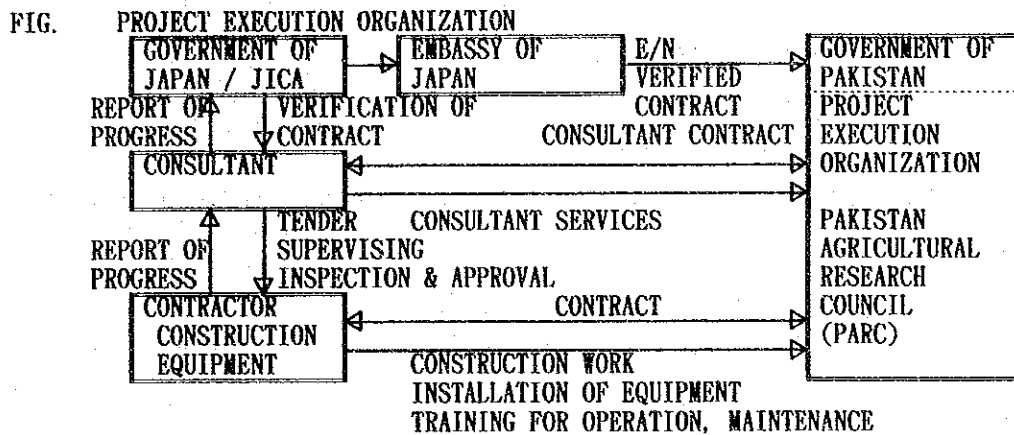 FIG. PROJECT EXECUTION ORGANIZATION
GOVERNMENT OF
JAPAN / JICA
EMBASSY OF
JAPAN
E/N
VERIFIED
CONTRACT
GOVERNMENT OF
PAKISTAN
PROJECT
EXECUTION
ORGANIZATION
PAKISTAN
AGRICULTURAL
RESEARCH
COUNCIL
(PARC)
REPORT OF
PROGRESS
VERIFICATION OF
CONTRACT
CONSULTANT CONTRACT
CONSULTANT
CONSULTANT SERVICES
REPORT OF
PROGRESS
TENDER
SUPERVISING
INSPECTION & APPROVAL
CONTRACTOR
CONSTRUCTION
EQUIPMENT
CONTRACT
CONSTRUCTION WORK
INSTALLATION OF EQUIPMENT
TRAINING FOR OPERATION, MAINTENANCE